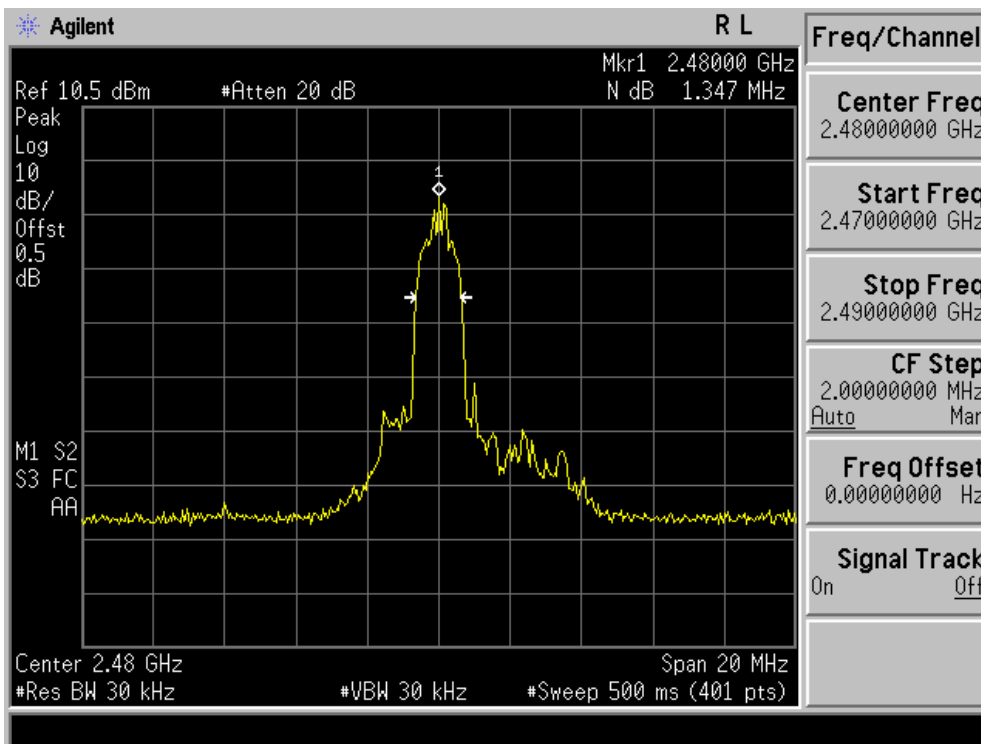 Agilent R L
Mkr1 2.48000 GHz
Ref 10.5 dBm #Atten 20 dB N dB 1.347 MHz
Peak
Log
10
dB/
Offst
0.5
dB
1
M1 S2
S3 FC
AA
Center 2.48 GHz Span 20 MHz
#Res BW 30 kHz #VBW 30 kHz #Sweep 500 ms (401 pts)
Freq/Channel
Center Freq
2.48000000 GHz
Start Freq
2.47000000 GHz
Stop Freq
2.49000000 GHz
CF Step
2.00000000 MHz
Auto Man
Freq Offset
0.00000000 Hz
Signal Track
On Off